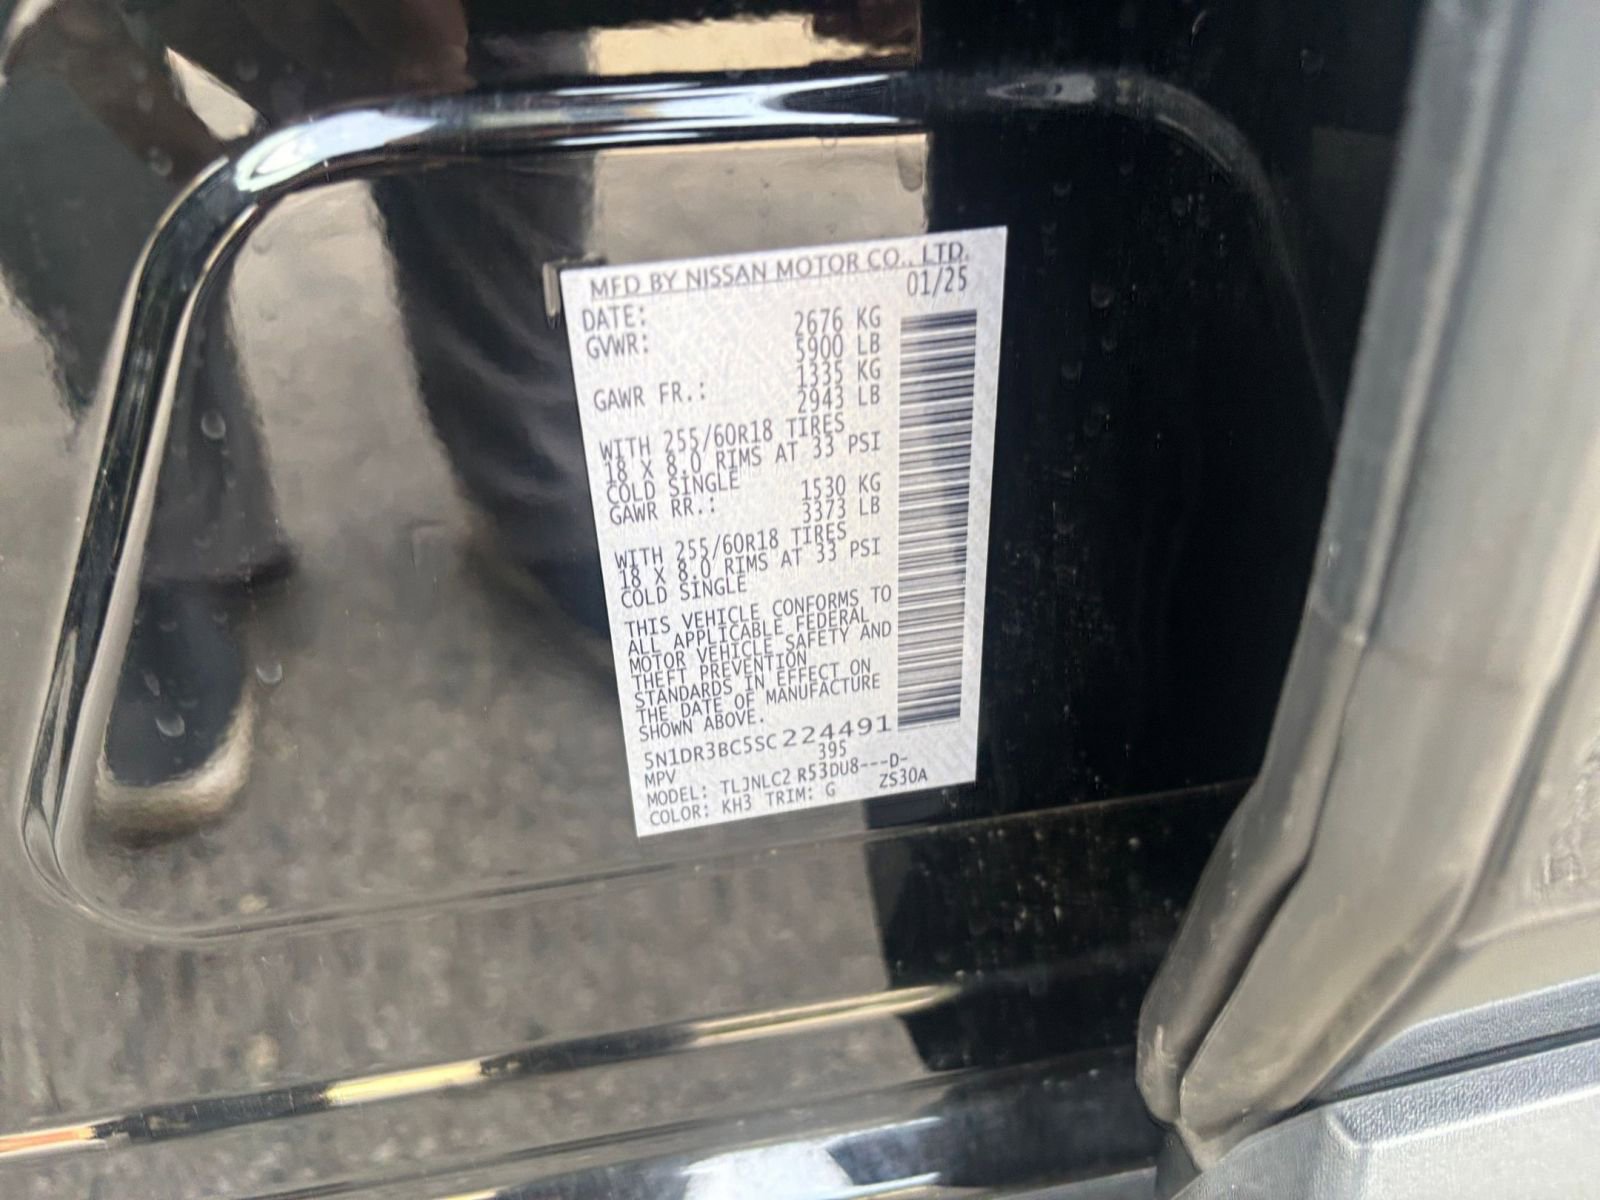 MFD BY NISSAN MOTOR CO., LTD.
DATE: 01/25
GVWR: 2676 KG
5900 LB
GAWR FR.: 1335 KG
2943 LB
WITH 255/60R18 TIRES
18 X 8.0 RIMS AT 33 PSI
COLD SINGLE
GAWR RR.: 1530 KG
3373 LB
WITH 255/60R18 TIRES
18 X 8.0 RIMS AT 33 PSI
COLD SINGLE
THIS VEHICLE CONFORMS TO
ALL APPLICABLE FEDERAL
MOTOR VEHICLE SAFETY AND
THEFT PREVENTION
STANDARDS IN EFFECT ON
THE DATE OF MANUFACTURE
SHOWN ABOVE.
5N1DR3BC5SC224491
MPV 395
MODEL: TLJNLC2 R53DU8---D-
COLOR: KH3 TRIM: G ZS30A